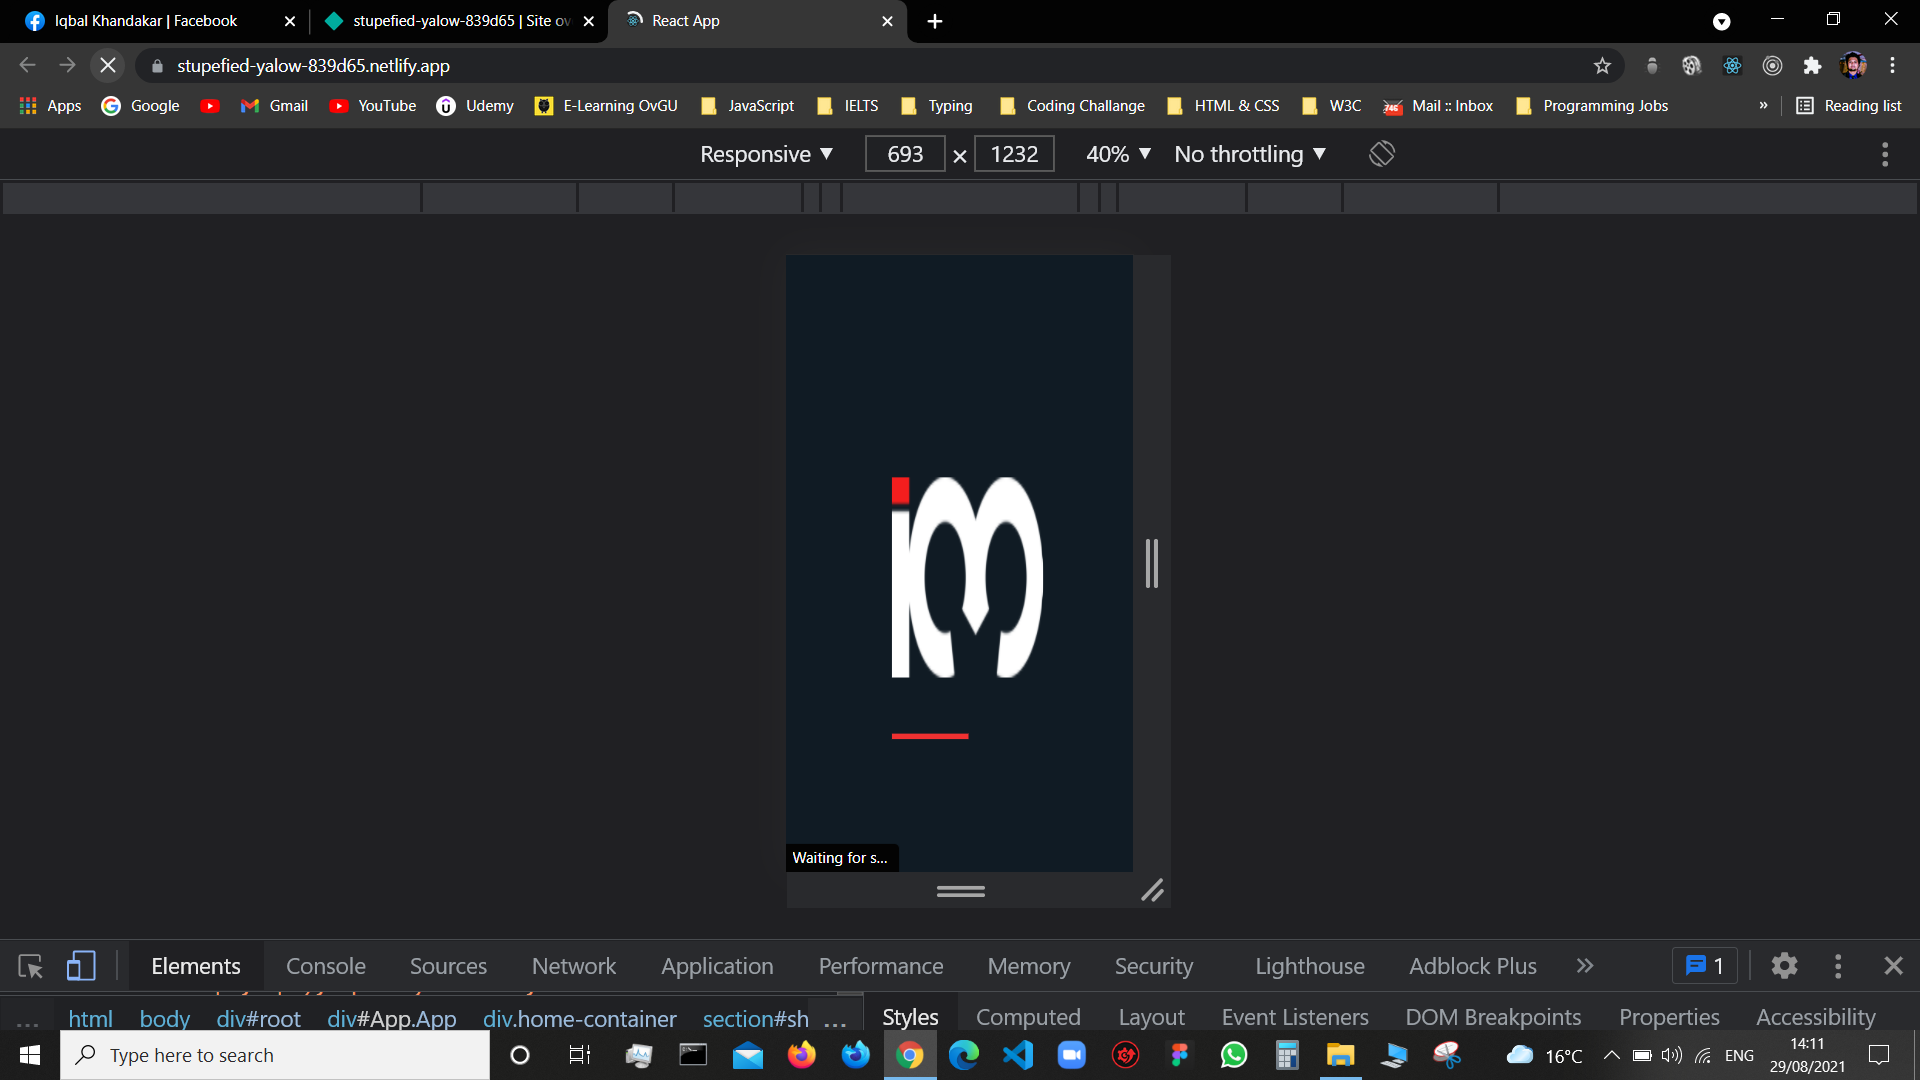 Iqbal Khandakar | Facebook
stupefied-yalow-839d65 | Site ov
React App
stupefied-yalow-839d65.netlify.app
Apps Google Gmail YouTube Udemy E-Learning OvGU JavaScript IELTS Typing Coding Challange HTML & CSS W3C Mail :: Inbox Programming Jobs » Reading list
Responsive ▼ 693 × 1232 40% ▼ No throttling ▼
im
Waiting for s...
Elements Console Sources Network Application Performance Memory Security Lighthouse Adblock Plus » 1
... html body div#root div#App.App div.home-container section#sh ...
Styles Computed Layout Event Listeners DOM Breakpoints Properties Accessibility
Type here to search
16°C ENG
14:11
29/08/2021